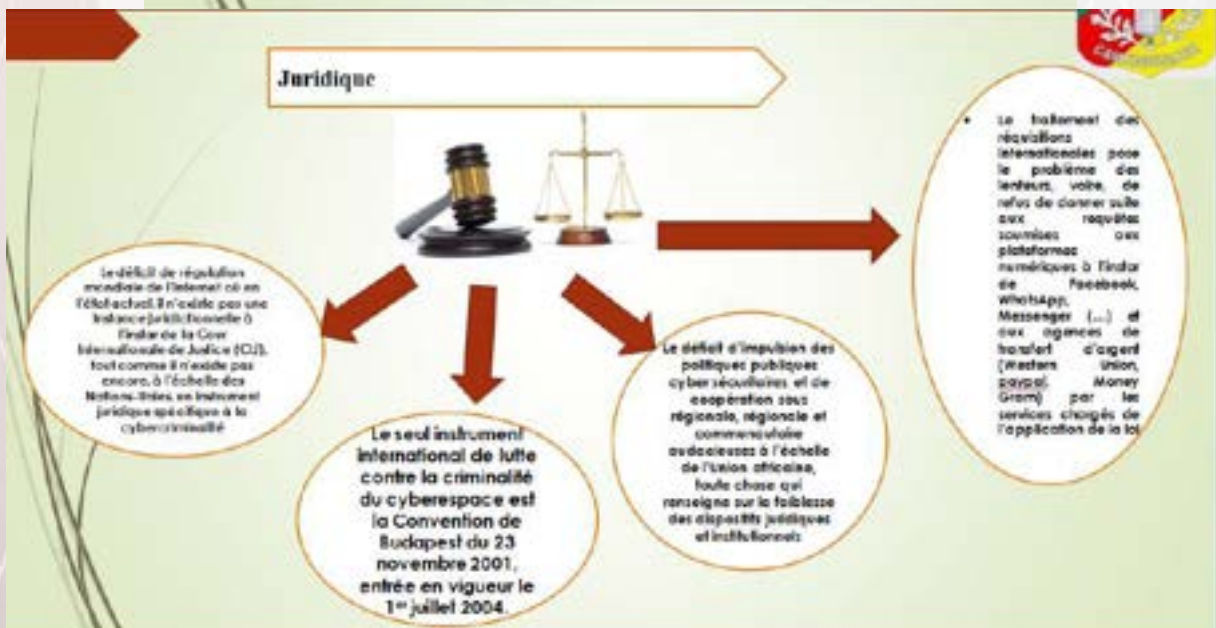 Juridique
Le déficit de régulation
mondiale de l'internet où en
l'état actuel, il n'existe pas une
instance juridictionnelle à
l'instar de la Cour
Internationale de Justice (CIJ),
tout comme il n'existe pas
encore, à l'échelle des
Nations-Unies, un instrument
juridique spécifique à la
cybercriminalité
Le seul instrument
international de lutte
contre la criminalité
du cyberespace est
la Convention de
Budapest du 23
novembre 2001,
entrée en vigueur le
1er juillet 2004.
Le déficit d'impulsion des
politiques publiques
cyber sécuritaires et de
coopération sous
régionale, régionale et
communautaire
audacieuses à l'échelle
de l'Union africaine,
toute chose qui
renseigne sur la faiblesse
des dispositifs juridiques
et institutionnels
• Le traitement des
réquisitions
internationales pose
le problème des
lenteurs, voire, de
refus de donner suite
aux requêtes
soumises aux
plateformes
numériques à l'instar
de Facebook,
WhatsApp,
Messenger (...) et
aux agences de
transfert d'argent
(Western Union,
paypal, Money
Gram) par les
services chargés de
l'application de la loi